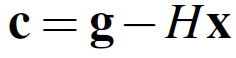 c = g − Hx